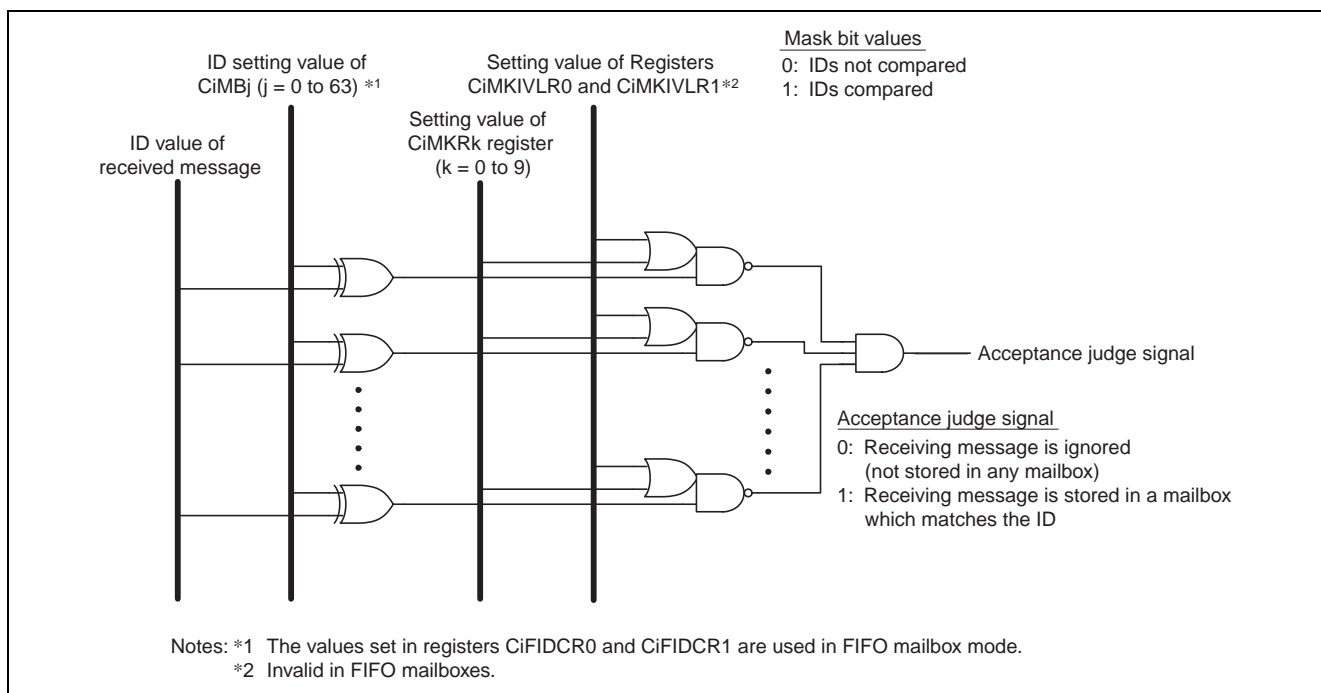 Mask bit values
0: IDs not compared
1: IDs compared
ID setting value of
CiMBj (j = 0 to 63) *1
Setting value of Registers
CiMKIVLR0 and CiMKIVLR1*2
Setting value of
CiMKRk register
(k = 0 to 9)
ID value of
received message
Acceptance judge signal
Acceptance judge signal
0: Receiving message is ignored
(not stored in any mailbox)
1: Receiving message is stored in a mailbox
which matches the ID
Notes: *1 The values set in registers CiFIDCR0 and CiFIDCR1 are used in FIFO mailbox mode.
*2 Invalid in FIFO mailboxes.